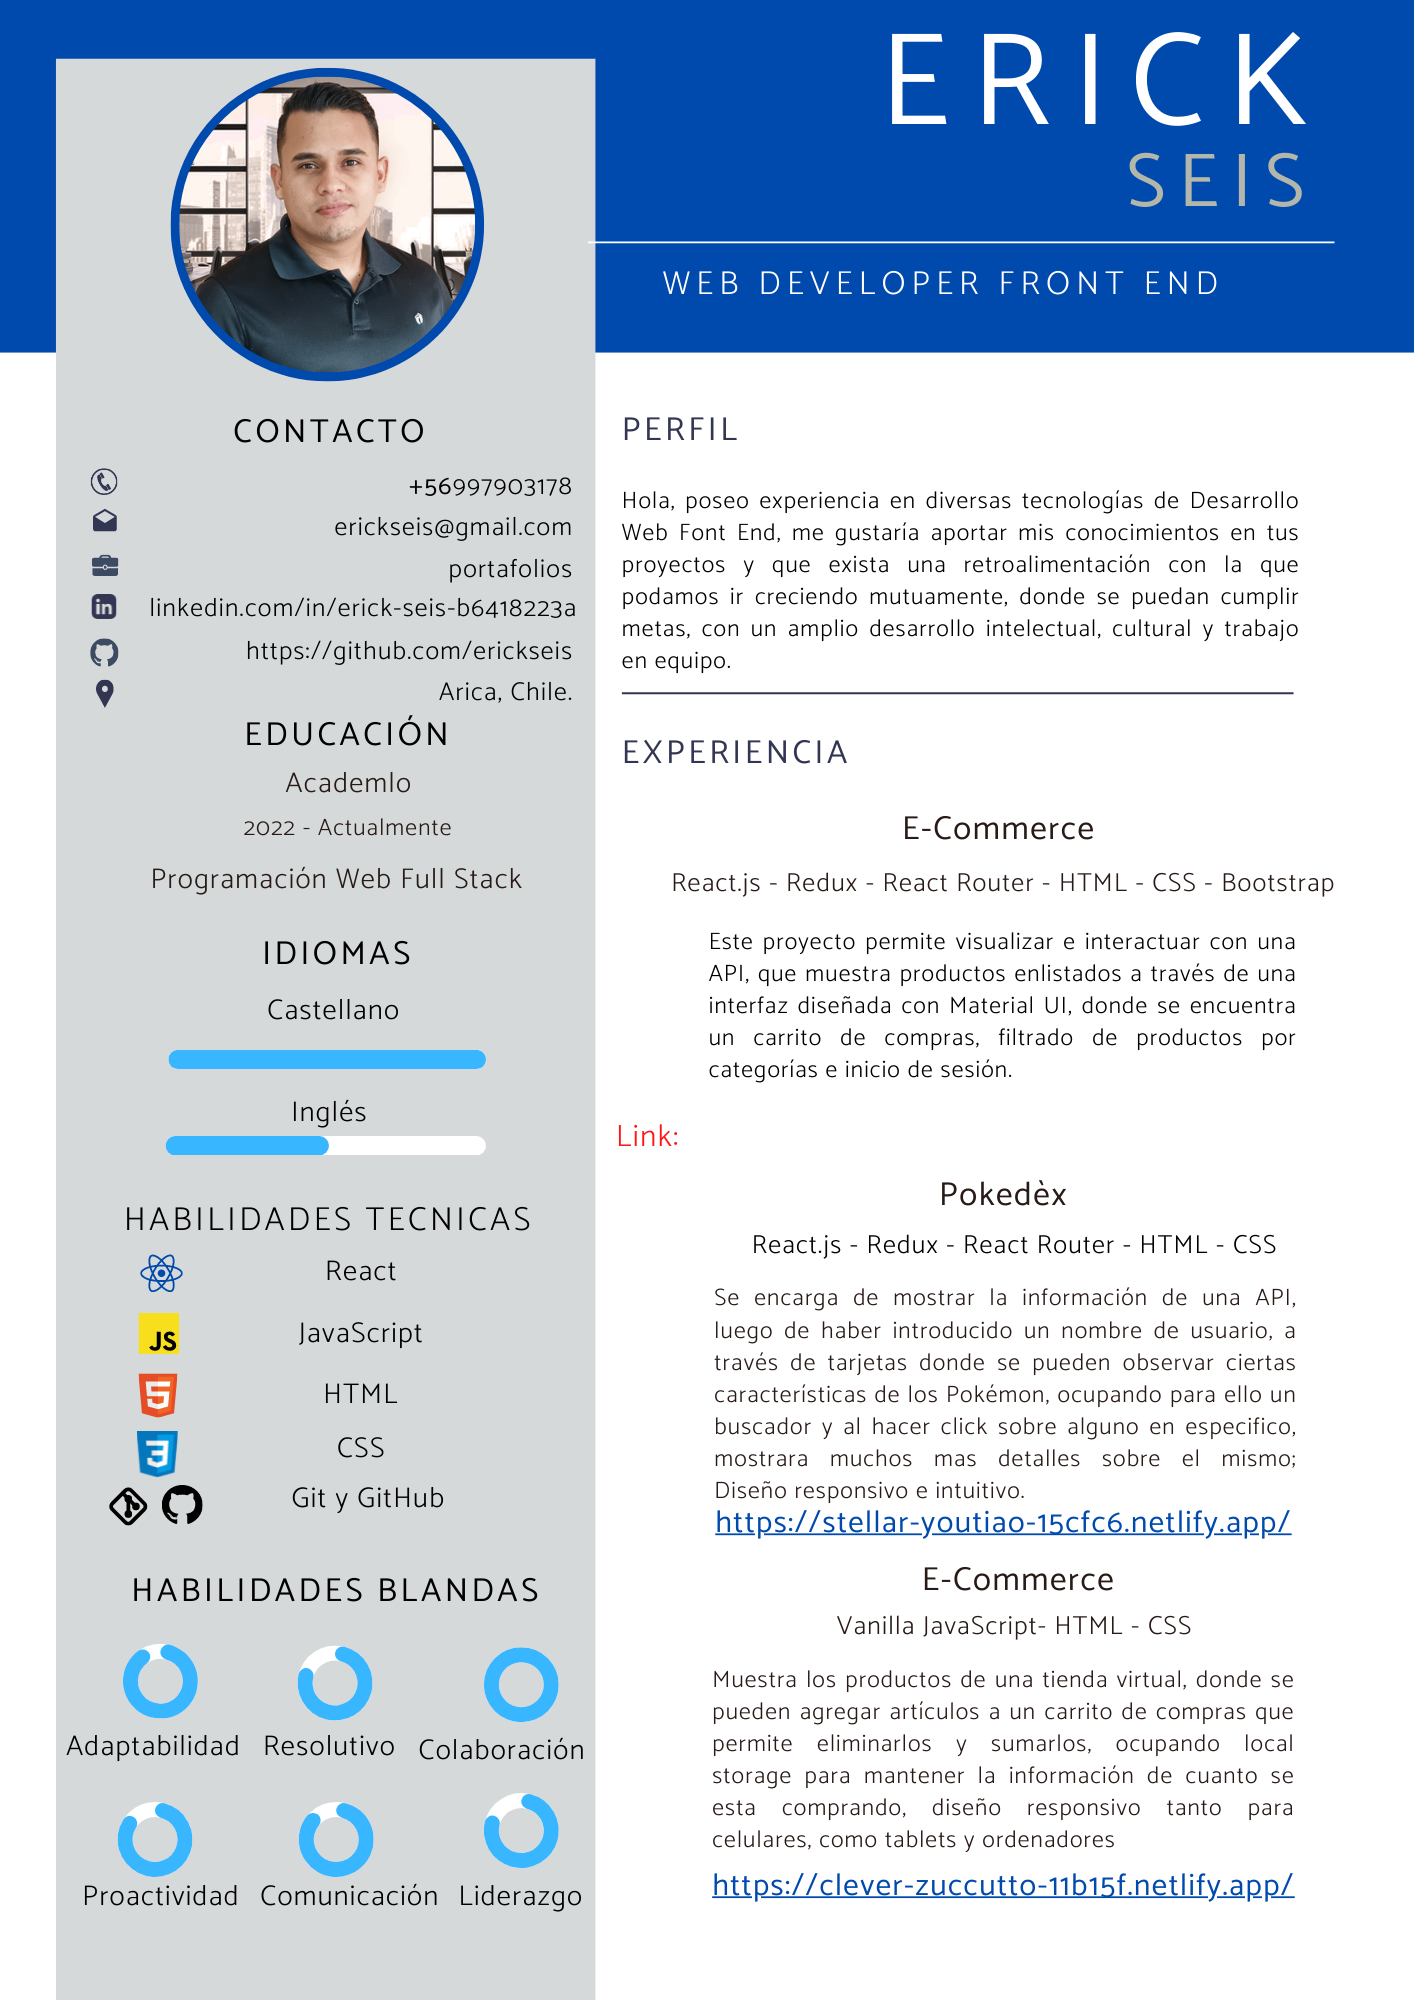 ERICK
SEIS
WEB DEVELOPER FRONT END
CONTACTO
+56997903178
erickseis@gmail.com
portafolios
linkedin.com/in/erick-seis-b6418223a
https://github.com/erickseis
Arica, Chile.
EDUCACIÓN
Academlo
2022 - Actualmente
Programación Web Full Stack
IDIOMAS
Castellano
Inglés
HABILIDADES TECNICAS
React
JS
JavaScript
HTML
CSS
Git y GitHub
HABILIDADES BLANDAS
Adaptabilidad
Resolutivo
Colaboración
Proactividad
Comunicación
Liderazgo
PERFIL
Hola, poseo experiencia en diversas tecnologías de Desarrollo
Web Font End, me gustaría aportar mis conocimientos en tus
proyectos y que exista una retroalimentación con la que
podamos ir creciendo mutuamente, donde se puedan cumplir
metas, con un amplio desarrollo intelectual, cultural y trabajo
en equipo.
EXPERIENCIA
E-Commerce
React.js - Redux - React Router - HTML - CSS - Bootstrap
Este proyecto permite visualizar e interactuar con una
API, que muestra productos enlistados a través de una
interfaz diseñada con Material UI, donde se encuentra
un carrito de compras, filtrado de productos por
categorías e inicio de sesión.
Link:
Pokedèx
React.js - Redux - React Router - HTML - CSS
Se encarga de mostrar la información de una API,
luego de haber introducido un nombre de usuario, a
través de tarjetas donde se pueden observar ciertas
características de los Pokémon, ocupando para ello un
buscador y al hacer click sobre alguno en especifico,
mostrara muchos mas detalles sobre el mismo;
Diseño responsivo e intuitivo.
https://stellar-youtiao-15cfc6.netlify.app/
E-Commerce
Vanilla JavaScript- HTML - CSS
Muestra los productos de una tienda virtual, donde se
pueden agregar artículos a un carrito de compras que
permite eliminarlos y sumarlos, ocupando local
storage para mantener la información de cuanto se
esta comprando, diseño responsivo tanto para
celulares, como tablets y ordenadores
https://clever-zuccutto-11b15f.netlify.app/